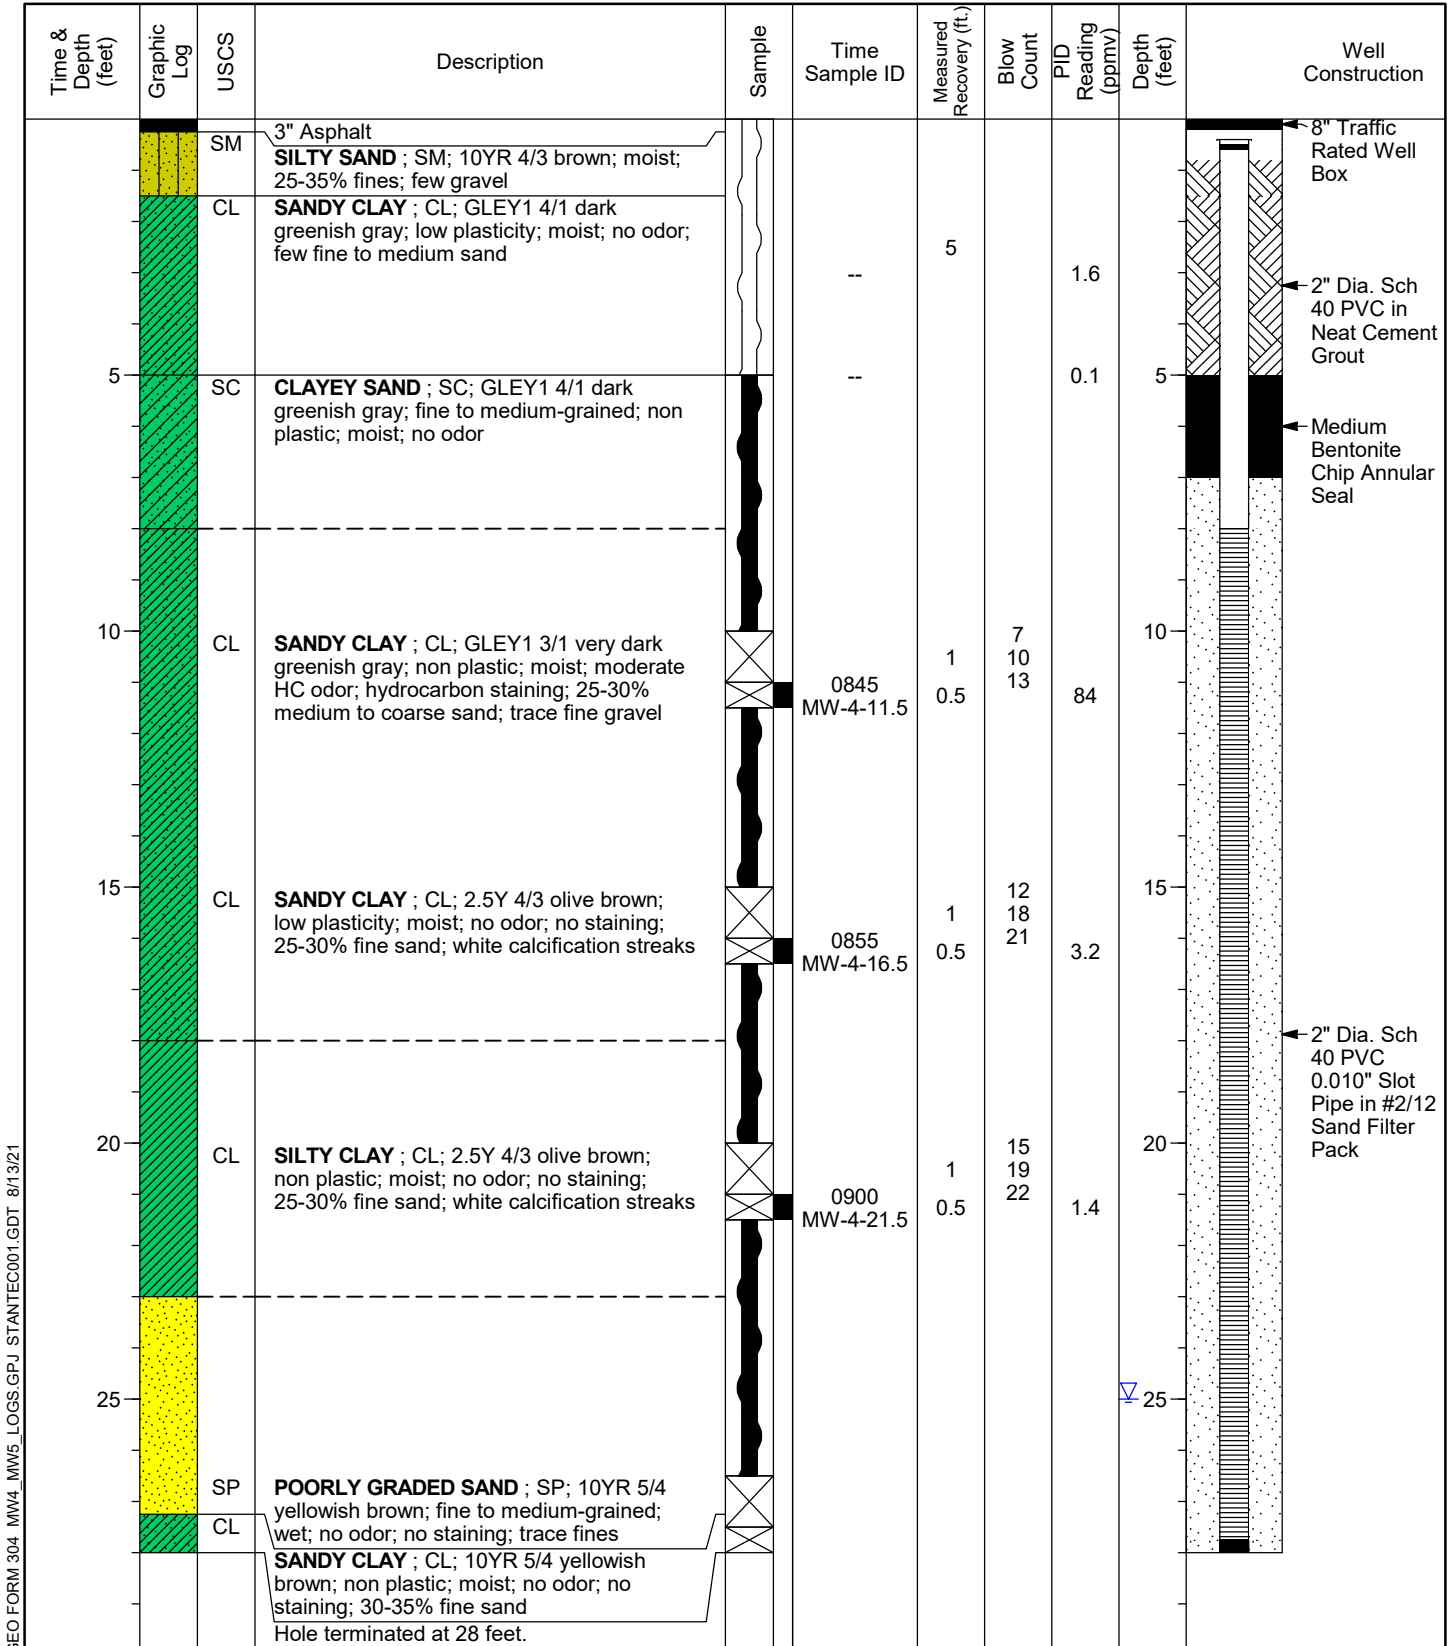 Time &
Depth
(feet)
Graphic
Log
USCS
Description
Sample
Time
Sample ID
Measured
Recovery (ft.)
Blow
Count
PID
Reading
(ppmv)
Depth
(feet)
Well
Construction
3" Asphalt
8" Traffic
Rated Well
Box
SM
SILTY SAND ; SM; 10YR 4/3 brown; moist;
25-35% fines; few gravel
CL
SANDY CLAY ; CL; GLEY1 4/1 dark
greenish gray; low plasticity; moist; no odor;
few fine to medium sand
5
--
1.6
2" Dia. Sch
40 PVC in
Neat Cement
Grout
5
SC
CLAYEY SAND ; SC; GLEY1 4/1 dark
greenish gray; fine to medium-grained; non
plastic; moist; no odor
--
0.1
5
Medium
Bentonite
Chip Annular
Seal
10
CL
SANDY CLAY ; CL; GLEY1 3/1 very dark
greenish gray; non plastic; moist; moderate
HC odor; hydrocarbon staining; 25-30%
medium to coarse sand; trace fine gravel
0845
MW-4-11.5
1
0.5
7
10
13
84
10
15
CL
SANDY CLAY ; CL; 2.5Y 4/3 olive brown;
low plasticity; moist; no odor; no staining;
25-30% fine sand; white calcification streaks
0855
MW-4-16.5
1
0.5
12
18
21
3.2
15
2" Dia. Sch
40 PVC
0.010" Slot
Pipe in #2/12
Sand Filter
Pack
20
CL
SILTY CLAY ; CL; 2.5Y 4/3 olive brown;
non plastic; moist; no odor; no staining;
25-30% fine sand; white calcification streaks
0900
MW-4-21.5
1
0.5
15
19
22
1.4
20
25
25
SP
POORLY GRADED SAND ; SP; 10YR 5/4
yellowish brown; fine to medium-grained;
wet; no odor; no staining; trace fines
CL
SANDY CLAY ; CL; 10YR 5/4 yellowish
brown; non plastic; moist; no odor; no
staining; 30-35% fine sand
Hole terminated at 28 feet.
GEO FORM 304 MW4_MW5_LOGS.GPJ STANTEC001.GDT 8/13/21